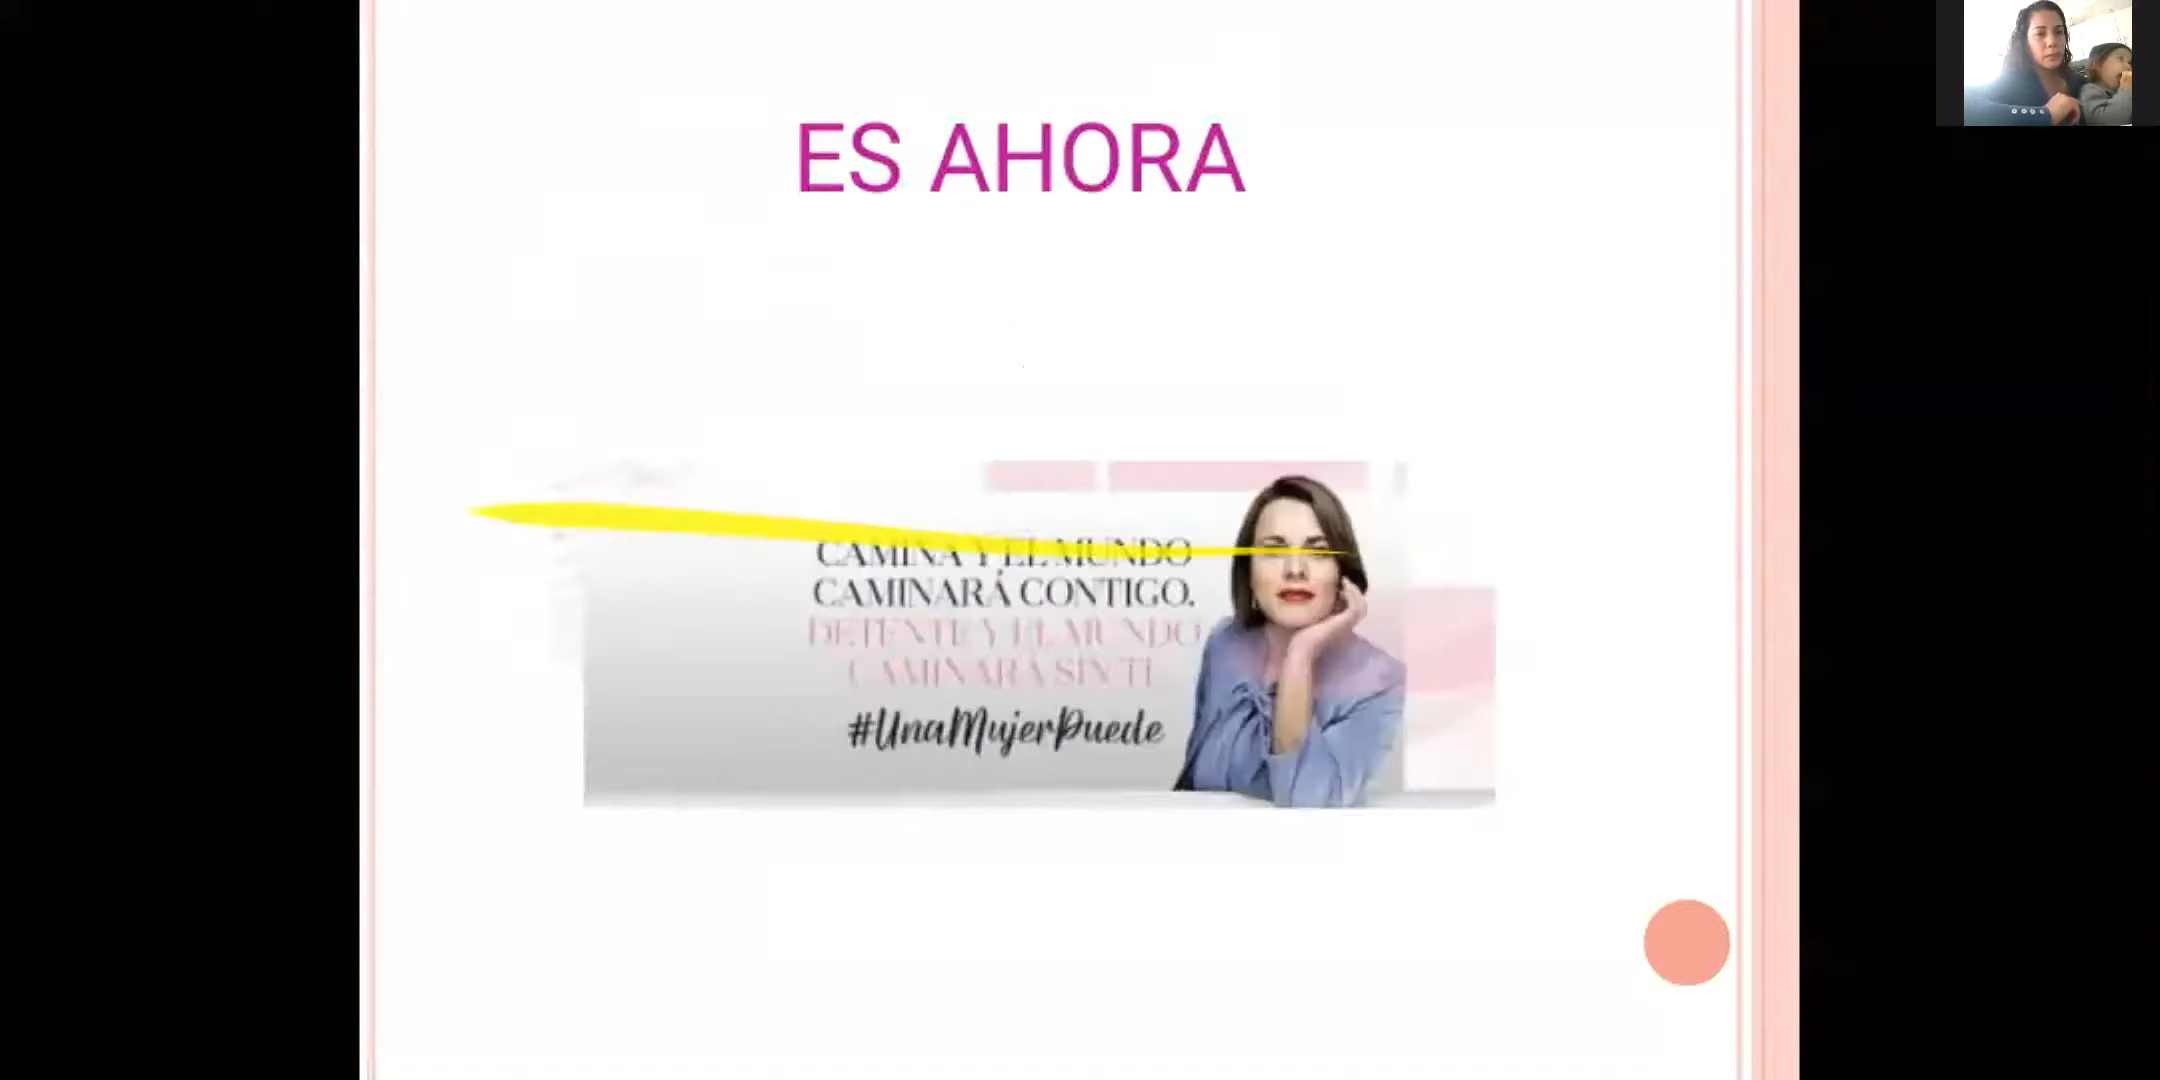 ES AHORA
CAMINA Y EL MUNDO
CAMINARÁ CONTIGO.
DETENTE Y EL MUNDO
CAMINARÁ SIN TI
#UnaMujerPuede